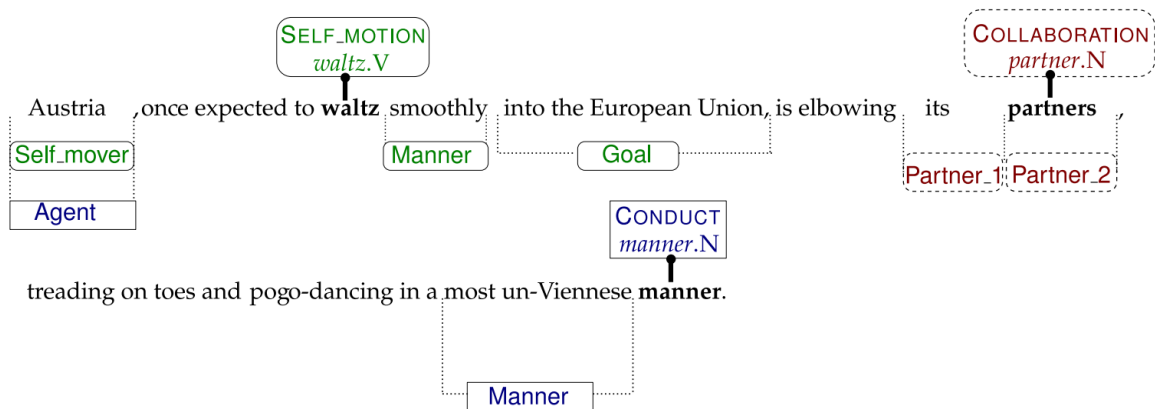 SELF_MOTION
waltz.V
COLLABORATION
partner.N
Austria , once expected to waltz smoothly into the European Union, is elbowing its partners ,
Self_mover
Manner
Goal
Partner_1
Partner_2
Agent
CONDUCT
manner.N
treading on toes and pogo-dancing in a most un-Viennese manner.
Manner